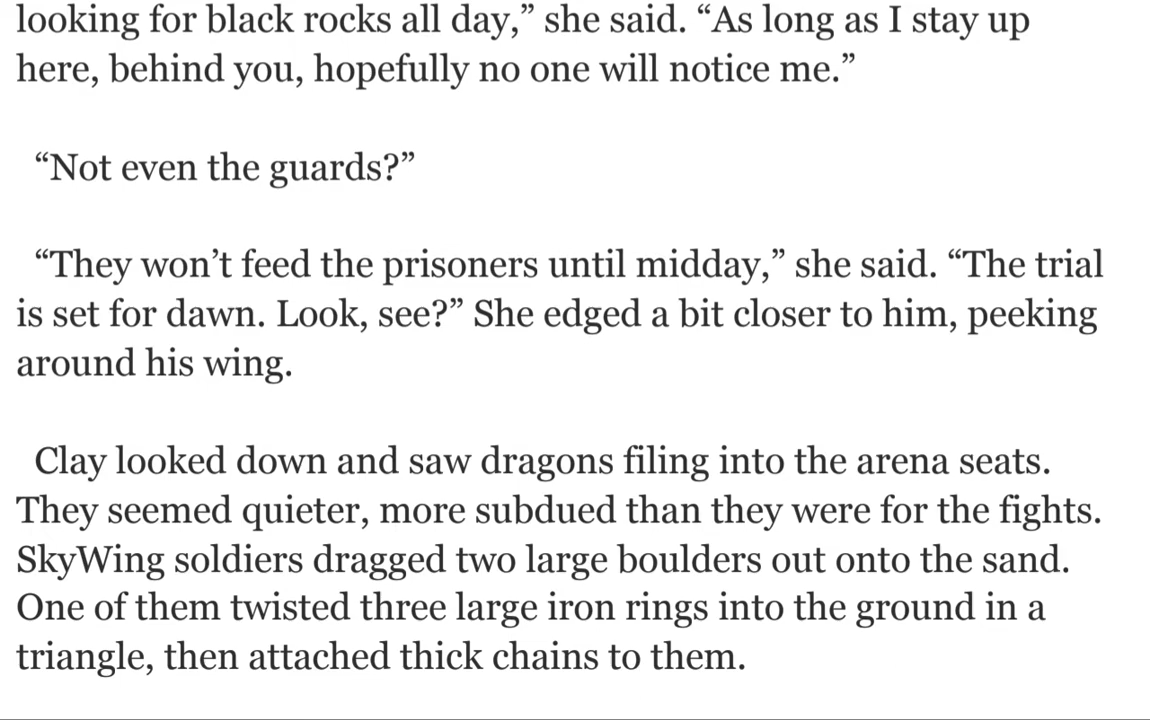 looking for black rocks all day,” she said. “As long as I stay up
here, behind you, hopefully no one will notice me.”
“Not even the guards?”
“They won’t feed the prisoners until midday,” she said. “The trial
is set for dawn. Look, see?” She edged a bit closer to him, peeking
around his wing.
Clay looked down and saw dragons filing into the arena seats.
They seemed quieter, more subdued than they were for the fights.
SkyWing soldiers dragged two large boulders out onto the sand.
One of them twisted three large iron rings into the ground in a
triangle, then attached thick chains to them.